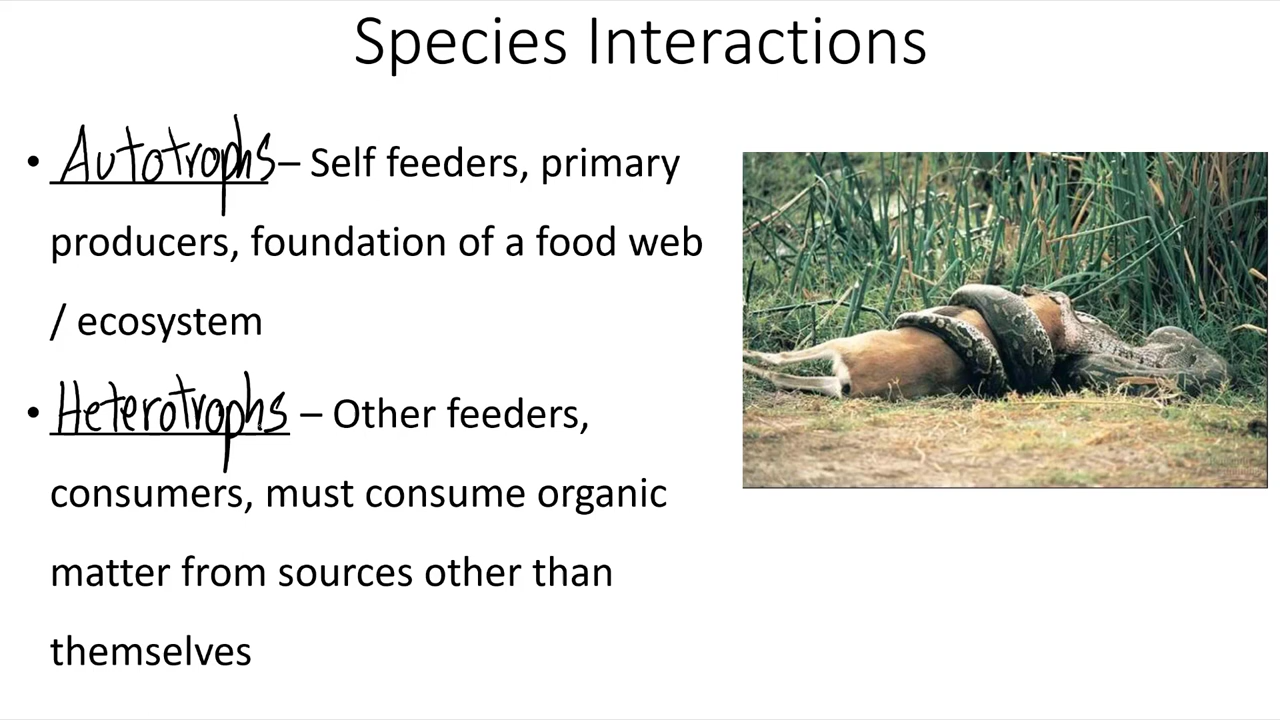 Species Interactions
• Autotrophs – Self feeders, primary
producers, foundation of a food web
/ ecosystem
• Heterotrophs – Other feeders,
consumers, must consume organic
matter from sources other than
themselves